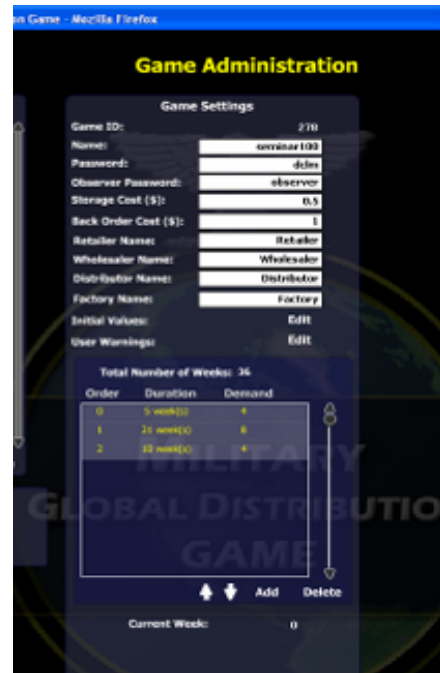 on Game - Mozilla Firefox
Game Administration
Game Settings
Game ID: 278
Name: seminar100
Password: dclm
Observer Password: observer
Storage Cost ($): 0.5
Back Order Cost ($): 1
Retailer Name: Retailer
Wholesaler Name: Wholesaler
Distributor Name: Distributor
Factory Name: Factory
Initial Values: Edit
User Warnings: Edit
Total Number of Weeks: 36
Order Duration Demand
0 5 week(s) 4
1 21 week(s) 8
2 10 week(s) 4
MILITARY
GLOBAL DISTRIBUTIO
GAME
Add Delete
Current Week: 0